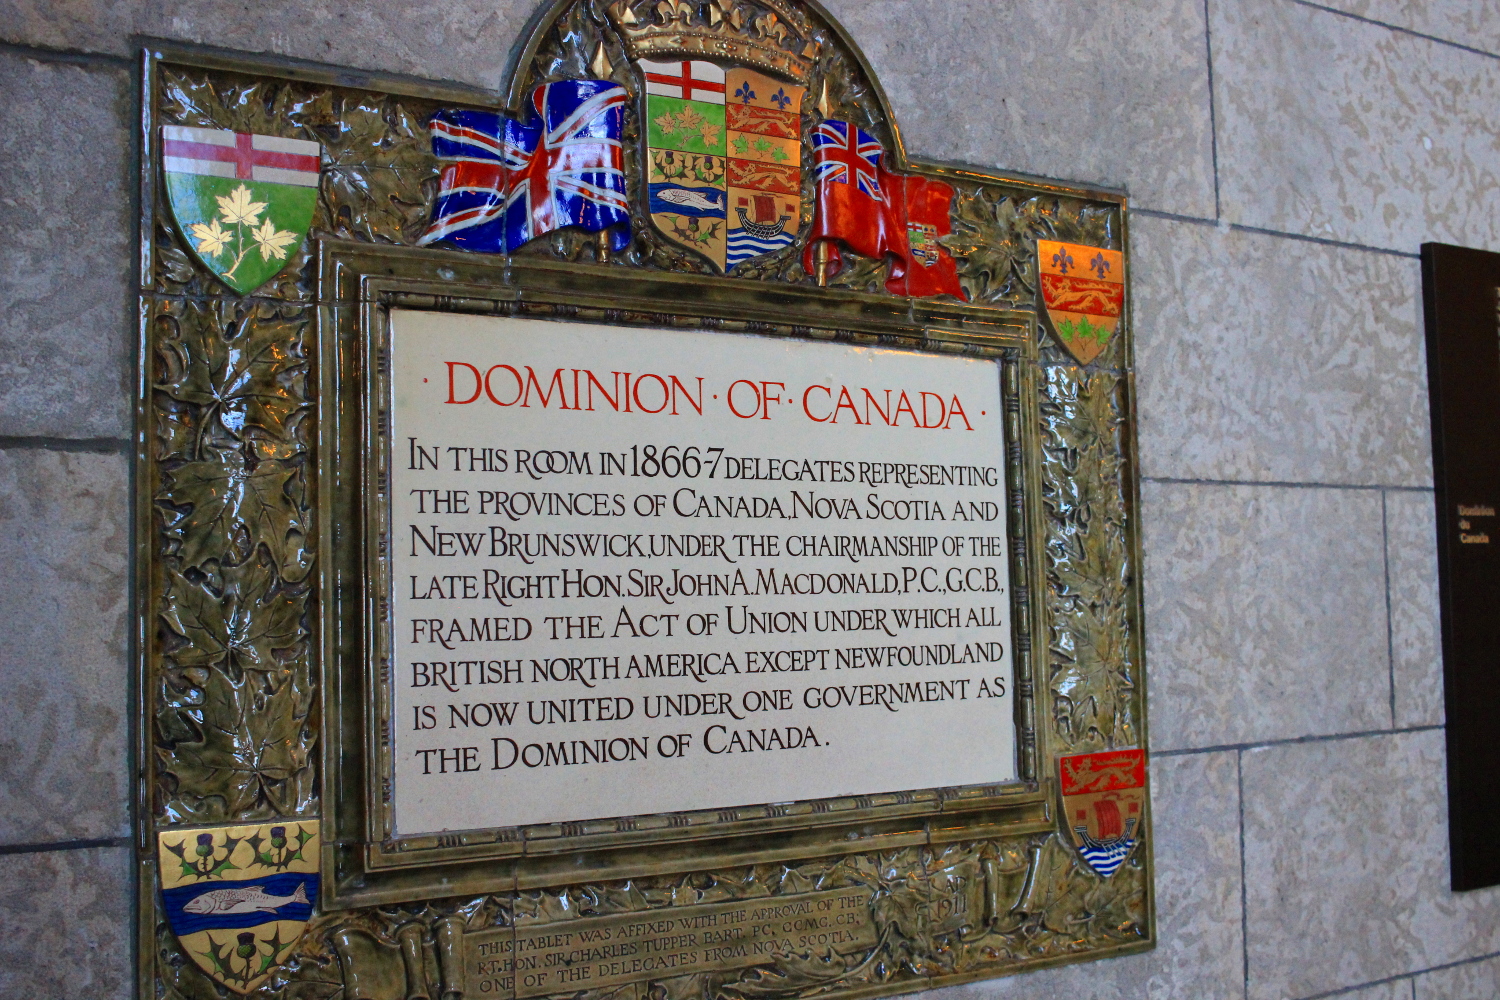 · DOMINION · OF · CANADA ·
IN THIS ROOM IN 1866-7 DELEGATES REPRESENTING
THE PROVINCES OF CANADA, NOVA SCOTIA AND
NEW BRUNSWICK, UNDER THE CHAIRMANSHIP OF THE
LATE RIGHT HON. SIR JOHN A. MACDONALD, P.C., G.C.B.,
FRAMED THE ACT OF UNION UNDER WHICH ALL
BRITISH NORTH AMERICA EXCEPT NEWFOUNDLAND
IS NOW UNITED UNDER ONE GOVERNMENT AS
THE DOMINION OF CANADA.
THIS TABLET WAS AFFIXED WITH THE APPROVAL OF THE
RT. HON. SIR CHARLES TUPPER BART, P.C, G.C.M.G. C.B,
ONE OF THE DELEGATES FROM NOVA SCOTIA.
AD
1911
Dominion
du
Canada